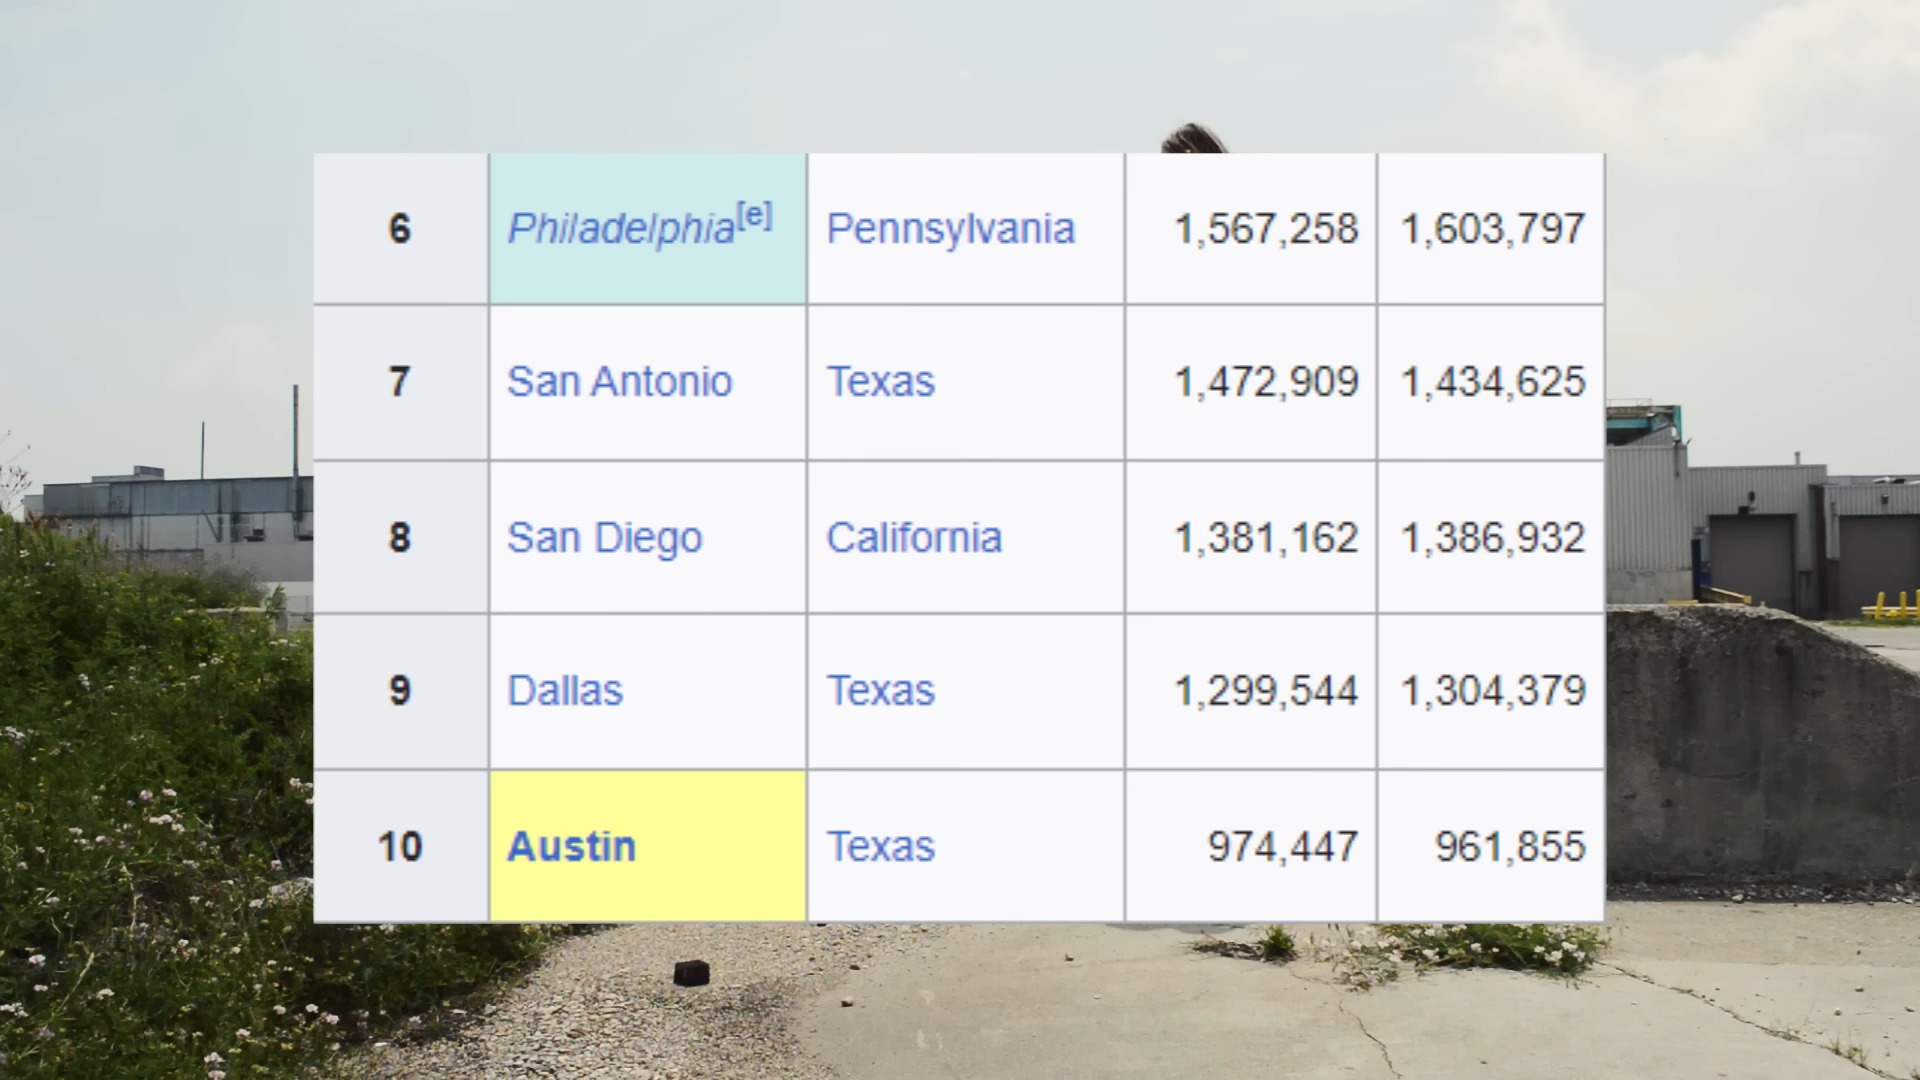 6 Philadelphia[e] Pennsylvania 1,567,258 1,603,797
7 San Antonio Texas 1,472,909 1,434,625
8 San Diego California 1,381,162 1,386,932
9 Dallas Texas 1,299,544 1,304,379
10 Austin Texas 974,447 961,855